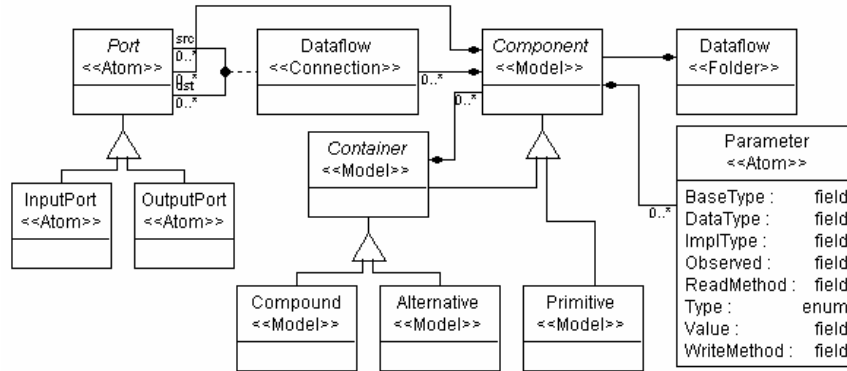 Port
<<Atom>>
src
0..*
0..*
dst
0..*
Dataflow
<<Connection>>
0..*
Component
<<Model>>
0..*
Dataflow
<<Folder>>
InputPort
<<Atom>>
OutputPort
<<Atom>>
Container
<<Model>>
Parameter
<<Atom>>
0..*
BaseType : field
DataType : field
ImplType : field
Observed : field
ReadMethod : field
Type : enum
Value : field
WriteMethod : field
Compound
<<Model>>
Alternative
<<Model>>
Primitive
<<Model>>